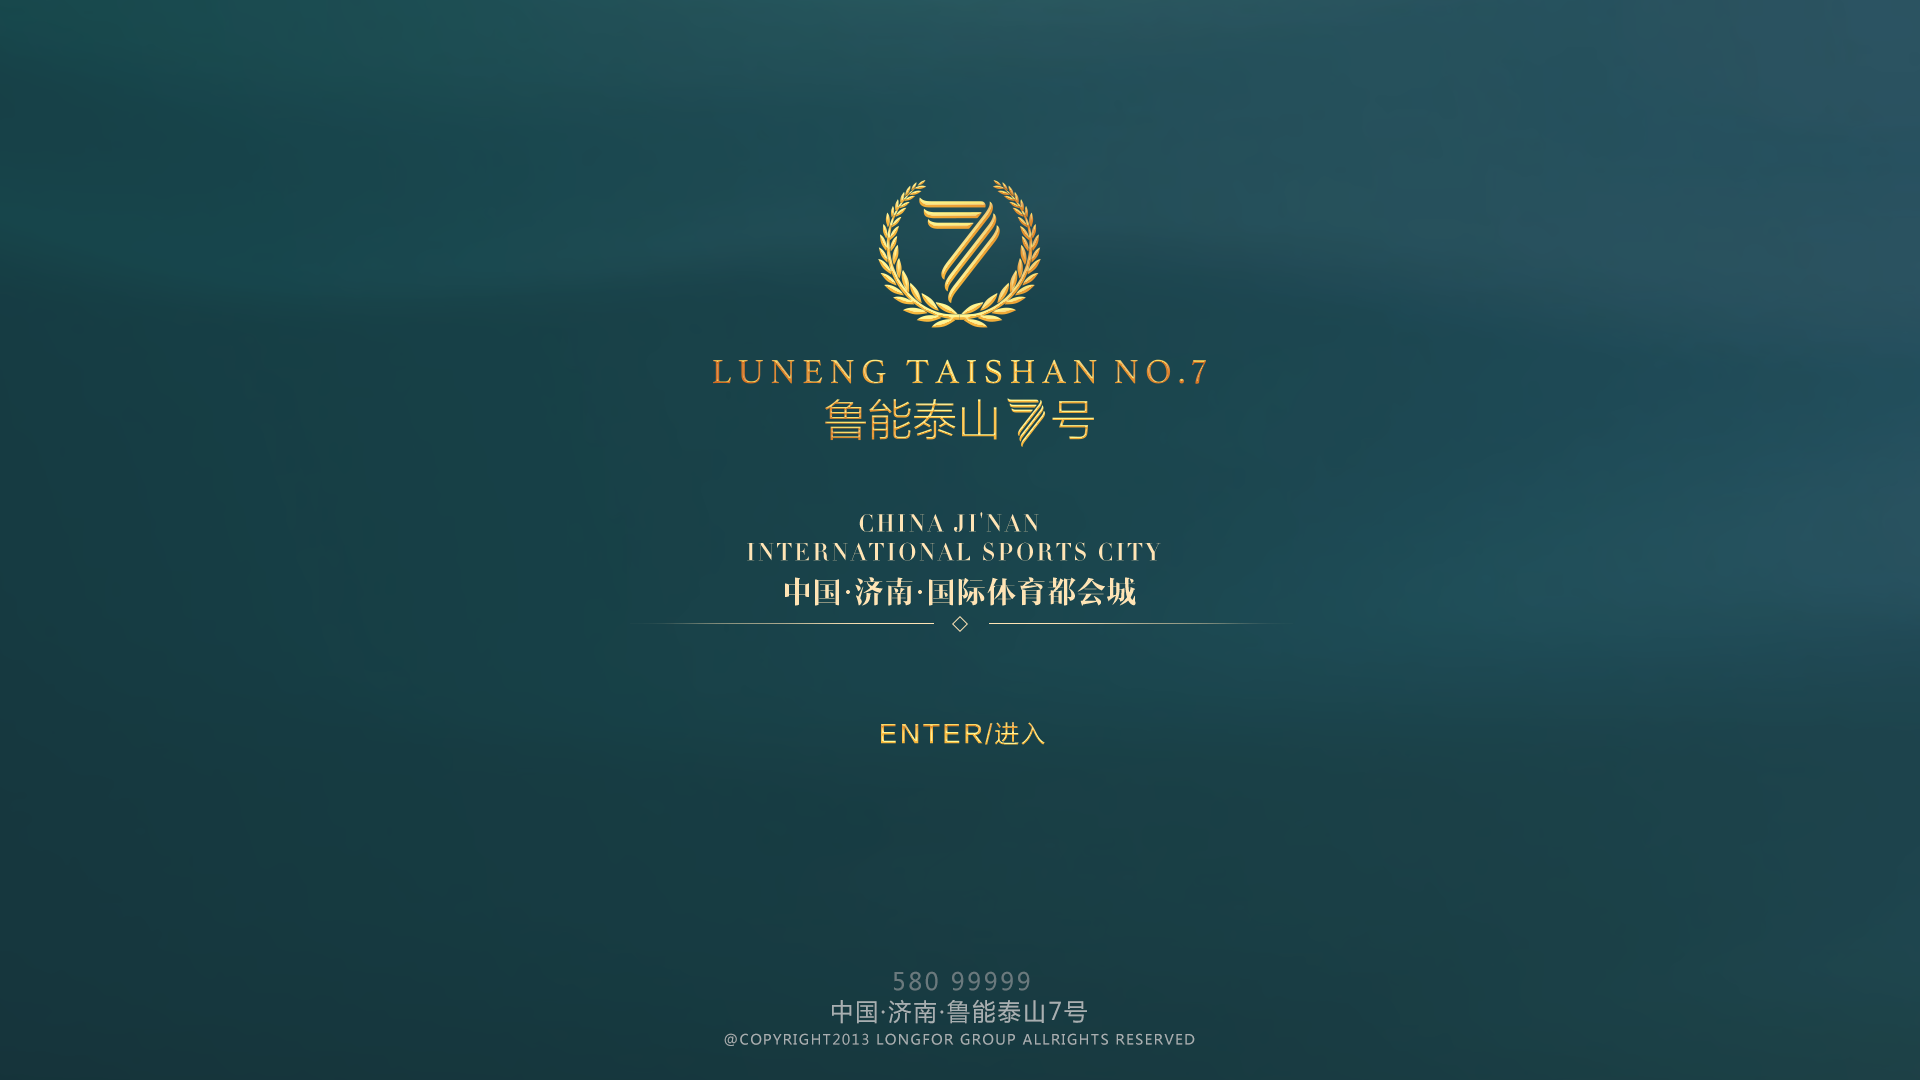 7
LUNENG TAISHAN NO.7
鲁能泰山7号
CHINA JI'NAN
INTERNATIONAL SPORTS CITY
中国·济南·国际体育都会城
ENTER/进入
580 99999
中国·济南·鲁能泰山7号
@COPYRIGHT2013 LONGFOR GROUP ALLRIGHTS RESERVED